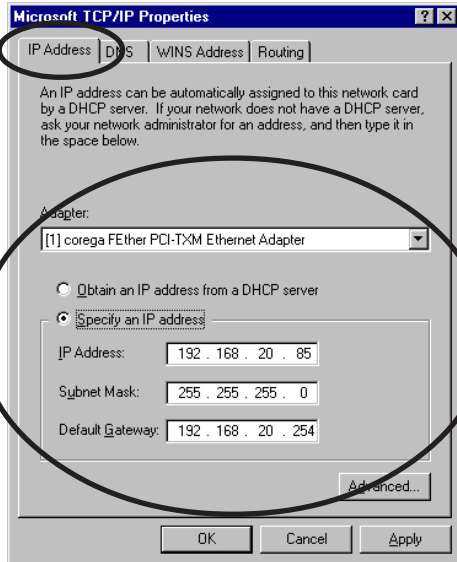 Microsoft TCP/IP Properties
IP Address DNS WINS Address Routing
An IP address can be automatically assigned to this network card
by a DHCP server. If your network does not have a DHCP server,
ask your network administrator for an address, and then type it in
the space below.
Adapter:
[1] corega FEther PCI-TXM Ethernet Adapter
Obtain an IP address from a DHCP server
Specify an IP address
IP Address: 192 . 168 . 20 . 85
Subnet Mask: 255 . 255 . 255 . 0
Default Gateway: 192 . 168 . 20 . 254
Advanced...
OK Cancel Apply